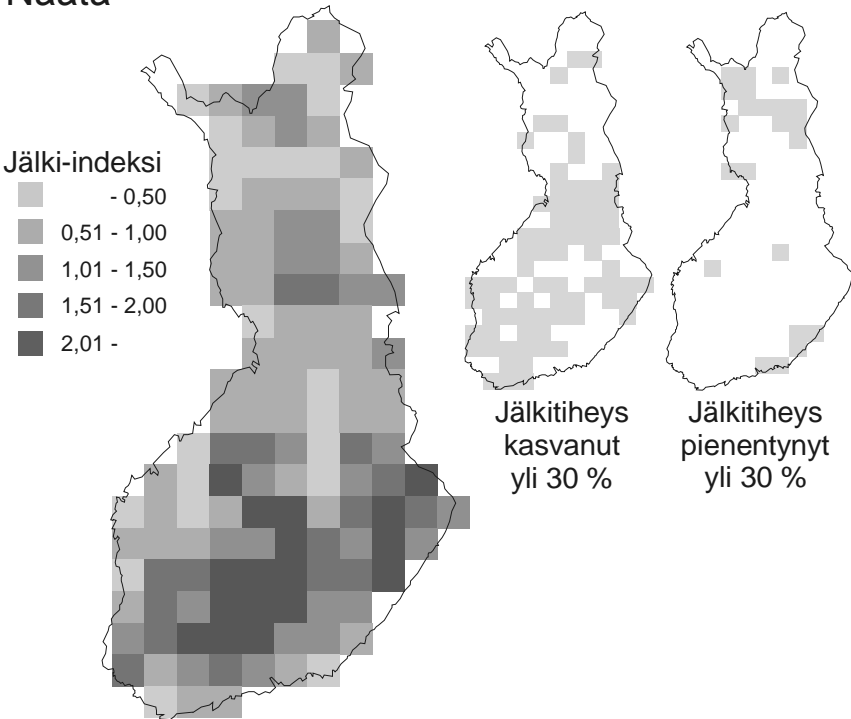 Näätä
Jälki-indeksi
- 0,50
0,51 - 1,00
1,01 - 1,50
1,51 - 2,00
2,01 -
Jälkitiheys
kasvanut
yli 30 %
Jälkitiheys
pienentynyt
yli 30 %